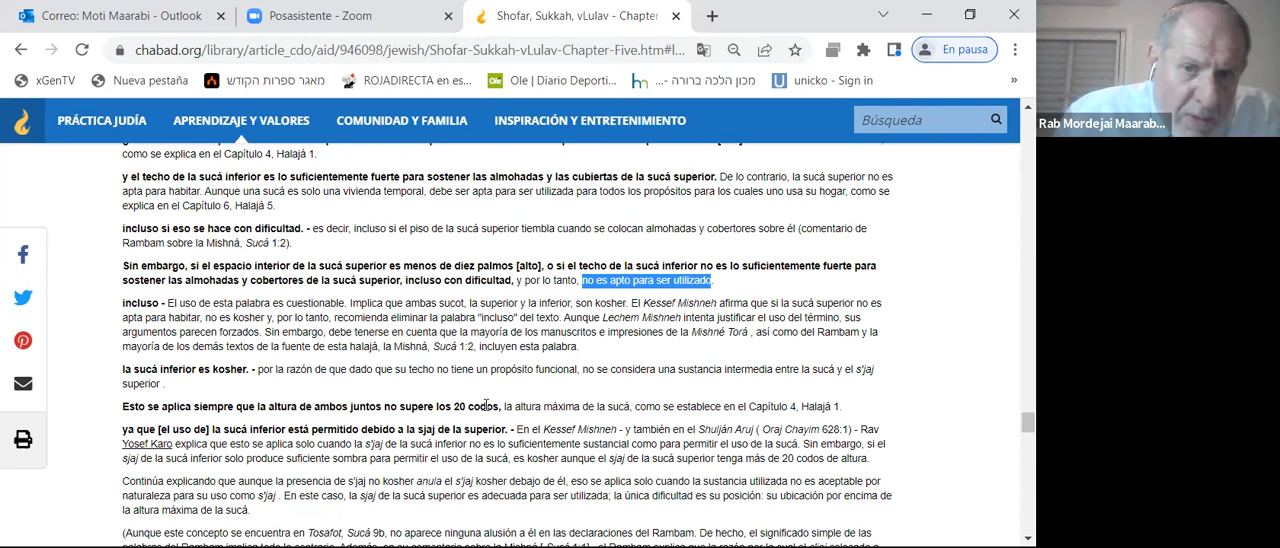 Correo: Moti Maarabi - Outlook
Posasistente - Zoom
Shofar, Sukkah, vLulav - Chapter
chabad.org/library/article_cdo/aid/946098/jewish/Shofar-Sukkah-vLulav-Chapter-Five.htm#l...
En pausa
xGenTV
Nueva pestaña
מאגר ספרות הקודש
ROJADIRECTA en es...
Ole | Diario Deporti...
מכון הלכה ברורה -...
unicko - Sign in
»
Rab Mordejai Maarab...
PRÁCTICA JUDÍA
APRENDIZAJE Y VALORES
COMUNIDAD Y FAMILIA
INSPIRACIÓN Y ENTRETENIMIENTO
Búsqueda
como se explica en el Capítulo 4, Halajá 1.
y el techo de la sucá inferior es lo suficientemente fuerte para sostener las almohadas y las cubiertas de la sucá superior. De lo contrario, la sucá superior no es
apta para habitar. Aunque una sucá es solo una vivienda temporal, debe ser apta para ser utilizada para todos los propósitos para los cuales uno usa su hogar, como se
explica en el Capítulo 6, Halajá 5.
incluso si eso se hace con dificultad. - es decir, incluso si el piso de la sucá superior tiembla cuando se colocan almohadas y cobertores sobre él (comentario de
Rambam sobre la Mishná, Sucá 1:2).
Sin embargo, si el espacio interior de la sucá superior es menos de diez palmos [alto], o si el techo de la sucá inferior no es lo suficientemente fuerte para
sostener las almohadas y cobertores de la sucá superior, incluso con dificultad, y por lo tanto, no es apto para ser utilizado.
incluso - El uso de esta palabra es cuestionable. Implica que ambas sucot, la superior y la inferior, son kosher. El Kessef Mishneh afirma que si la sucá superior no es
apta para habitar, no es kosher y, por lo tanto, recomienda eliminar la palabra "incluso" del texto. Aunque Lechem Mishneh intenta justificar el uso del término, sus
argumentos parecen forzados. Sin embargo, debe tenerse en cuenta que la mayoría de los manuscritos e impresiones de la Mishné Torá , así como del Rambam y la
mayoría de los demás textos de la fuente de esta halajá, la Mishná, Sucá 1:2, incluyen esta palabra.
la sucá inferior es kosher. - por la razón de que dado que su techo no tiene un propósito funcional, no se considera una sustancia intermedia entre la sucá y el s'jaj
superior .
Esto se aplica siempre que la altura de ambos juntos no supere los 20 codos, la altura máxima de la sucá, como se establece en el Capítulo 4, Halajá 1.
ya que [el uso de] la sucá inferior está permitido debido a la sjaj de la superior. - En el Kessef Mishneh - y también en el Shulján Aruj ( Oraj Chayim 628:1) - Rav
Yosef Karo explica que esto se aplica solo cuando la s'jaj de la sucá inferior no es lo suficientemente sustancial como para permitir el uso de la sucá. Sin embargo, si el
sjaj de la sucá inferior solo produce suficiente sombra para permitir el uso de la sucá, es kosher aunque el sjaj de la sucá superior tenga más de 20 codos de altura.
Continúa explicando que aunque la presencia de s'jaj no kosher anula el s'jaj kosher debajo de él, eso se aplica solo cuando la sustancia utilizada no es aceptable por
naturaleza para su uso como s'jaj . En este caso, la sjaj de la sucá superior es adecuada para ser utilizada; la única dificultad es su posición: su ubicación por encima de
la altura máxima de la sucá.
(Aunque este concepto se encuentra en Tosafot, Sucá 9b, no aparece ninguna alusión a él en las declaraciones del Rambam. De hecho, el significado simple de las